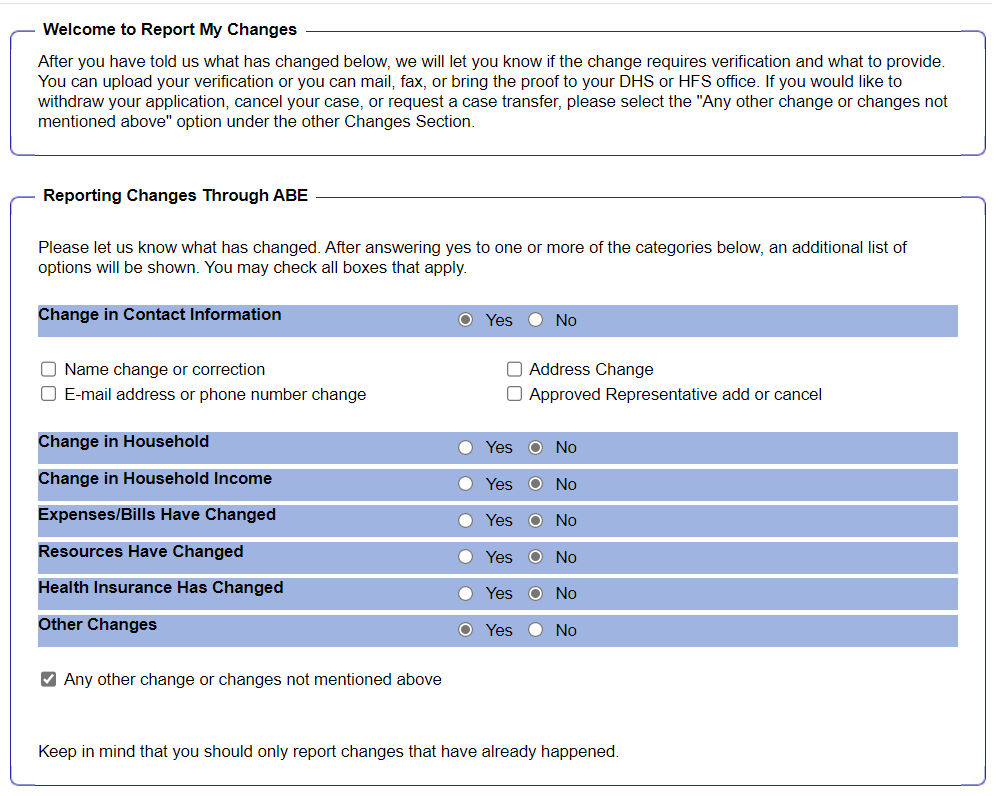 Welcome to Report My Changes
After you have told us what has changed below, we will let you know if the change requires verification and what to provide.
You can upload your verification or you can mail, fax, or bring the proof to your DHS or HFS office. If you would like to
withdraw your application, cancel your case, or request a case transfer, please select the "Any other change or changes not
mentioned above" option under the other Changes Section.
Reporting Changes Through ABE
Please let us know what has changed. After answering yes to one or more of the categories below, an additional list of
options will be shown. You may check all boxes that apply.
Change in Contact Information Yes No
Name change or correction Address Change
E-mail address or phone number change Approved Representative add or cancel
Change in Household Yes No
Change in Household Income Yes No
Expenses/Bills Have Changed Yes No
Resources Have Changed Yes No
Health Insurance Has Changed Yes No
Other Changes Yes No
Any other change or changes not mentioned above
Keep in mind that you should only report changes that have already happened.